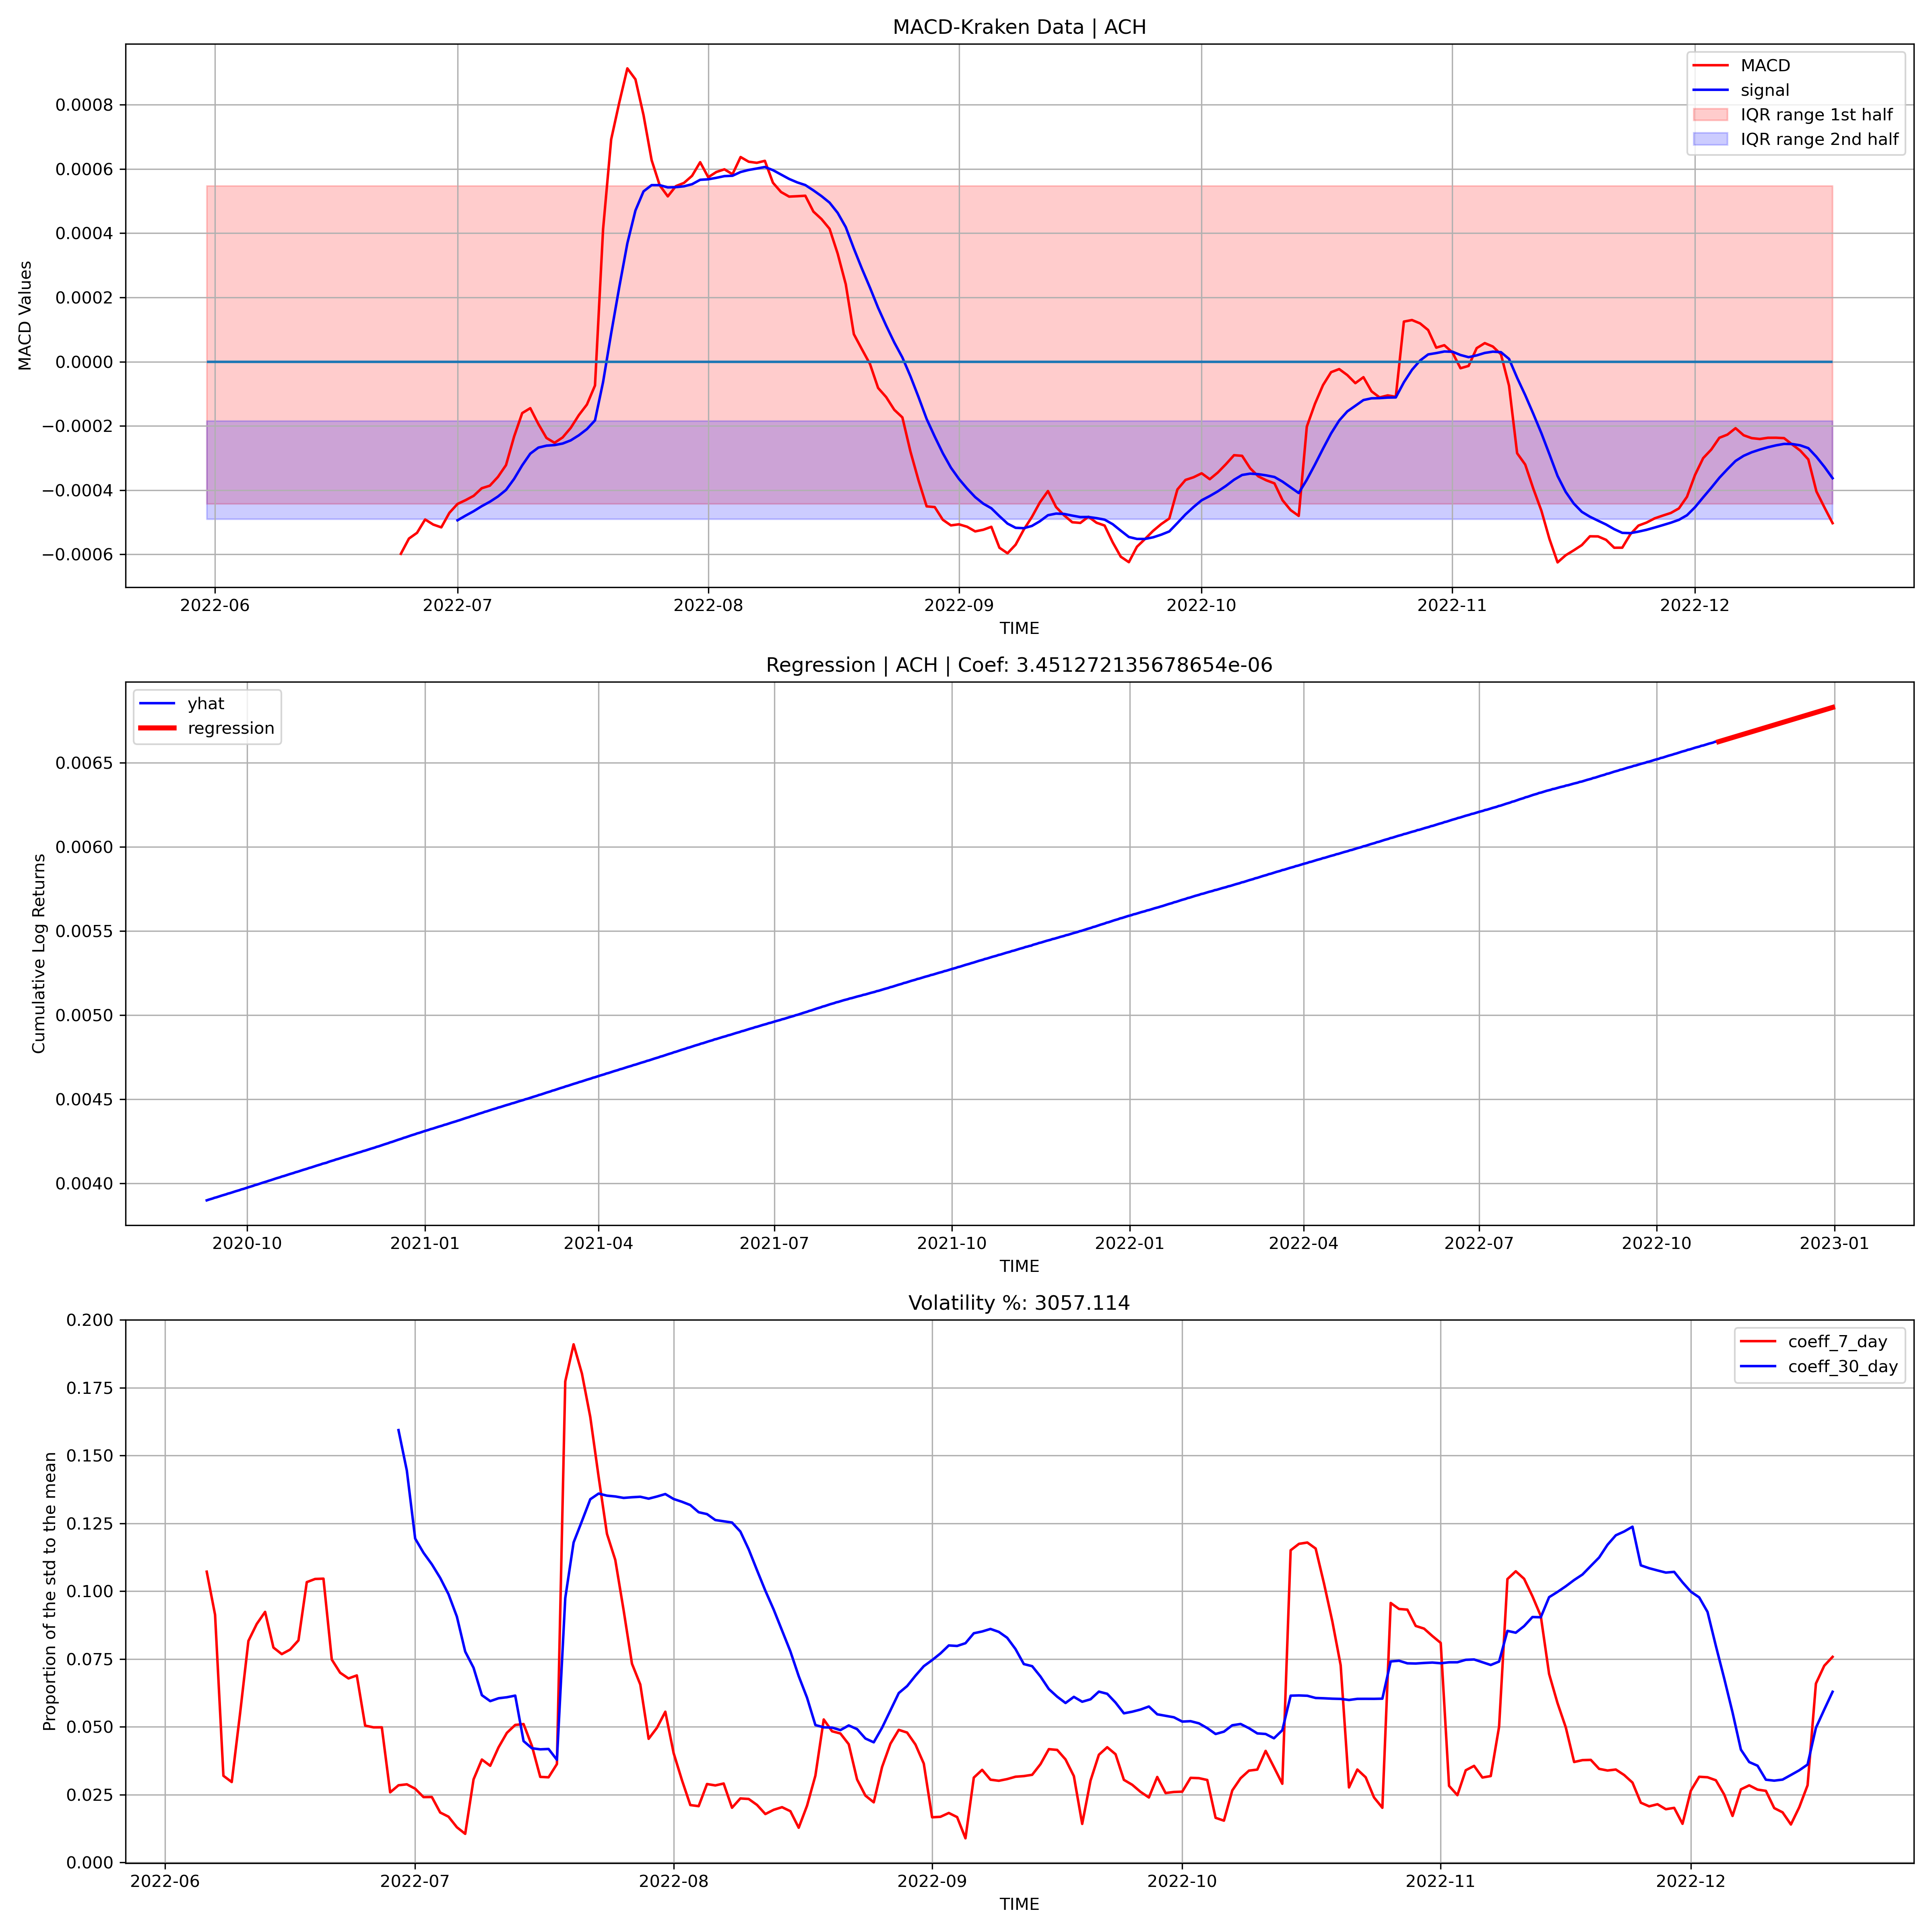 MACD-Kraken Data | ACH
MACD
signal
IQR range 1st half
IQR range 2nd half
MACD Values
0.0008
0.0006
0.0004
0.0002
0.0000
−0.0002
−0.0004
−0.0006
2022-06 2022-07 2022-08 2022-09 2022-10 2022-11 2022-12
TIME
Regression | ACH | Coef: 3.451272135678654e-06
yhat
regression
Cumulative Log Returns
0.0065
0.0060
0.0055
0.0050
0.0045
0.0040
2020-10 2021-01 2021-04 2021-07 2021-10 2022-01 2022-04 2022-07 2022-10 2023-01
TIME
Volatility %: 3057.114
coeff_7_day
coeff_30_day
Proportion of the std to the mean
0.200
0.175
0.150
0.125
0.100
0.075
0.050
0.025
0.000
2022-06 2022-07 2022-08 2022-09 2022-10 2022-11 2022-12
TIME